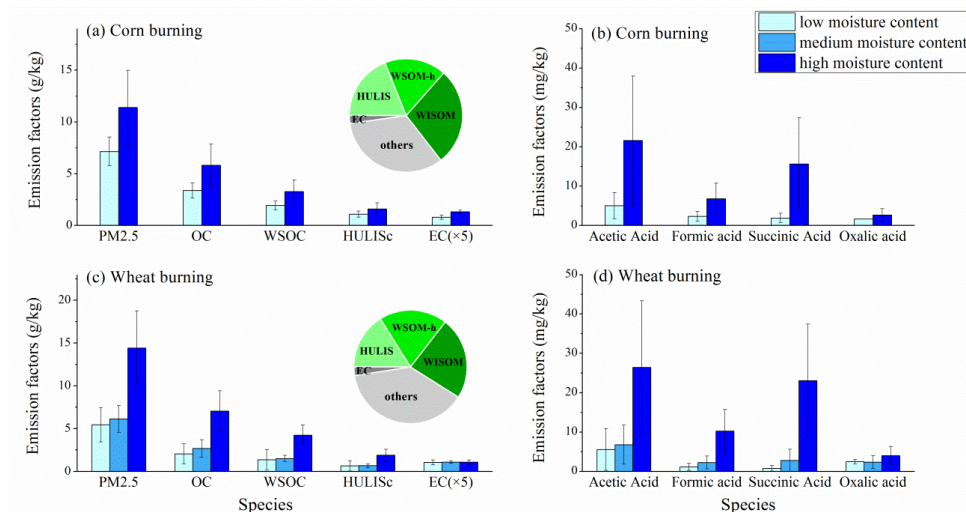 (a) Corn burning
Emission factors (g/kg)
15
10
5
0
PM2.5 OC WSOC HULISc EC(×5)
HULIS
WSOM-h
WISOM
others
EC
(b) Corn burning
Emission factors (mg/kg)
50
40
30
20
10
0
Acetic Acid Formic acid Succinic Acid Oxalic acid
low moisture content
medium moisture content
high moisture content
(c) Wheat burning
Emission factors (g/kg)
20
15
10
5
0
PM2.5 OC WSOC HULISc EC(×5)
Species
HULIS
WSOM-h
WISOM
others
EC
(d) Wheat burning
Emission factors (mg/kg)
50
40
30
20
10
0
Acetic Acid Formic acid Succinic Acid Oxalic acid
Species